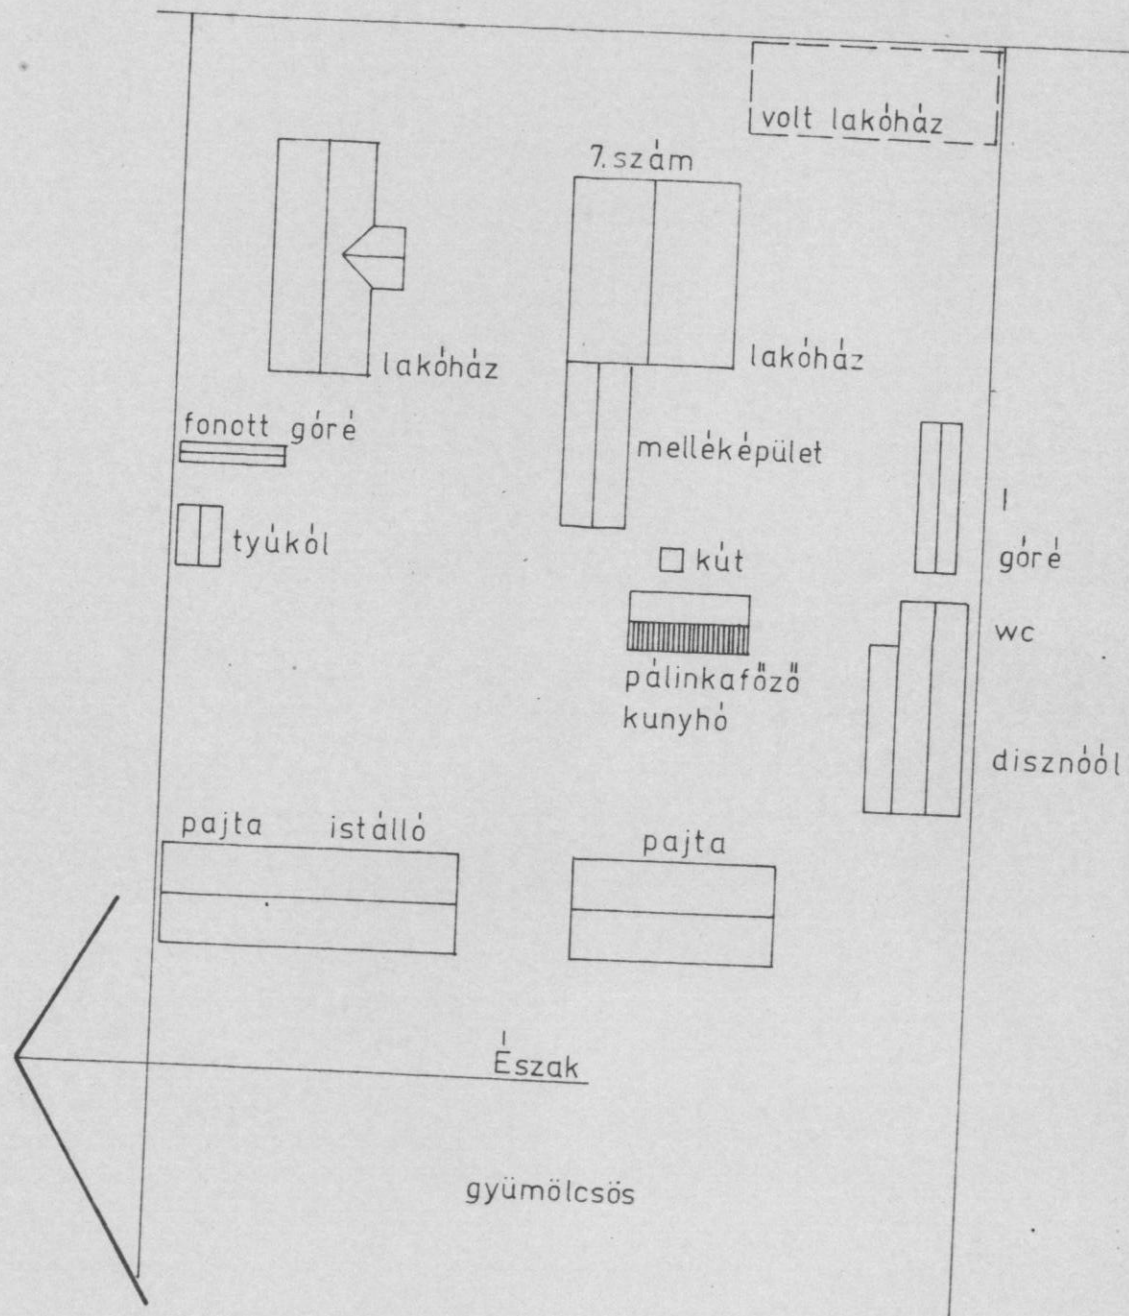 volt lakóház
7. szám
lakóház
lakóház
fonott góré
melléképület
tyúkól
kút
góré
wc
pálinkafőző
kunyhó
disznóól
pajta istálló
pajta
Észak
gyümölcsös